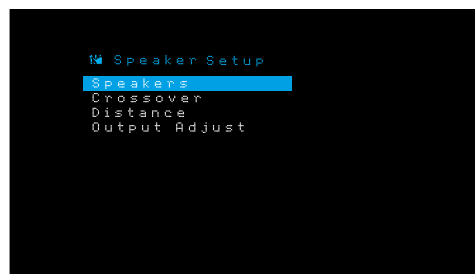 Speaker Setup
Speakers
Crossover
Distance
Output Adjust